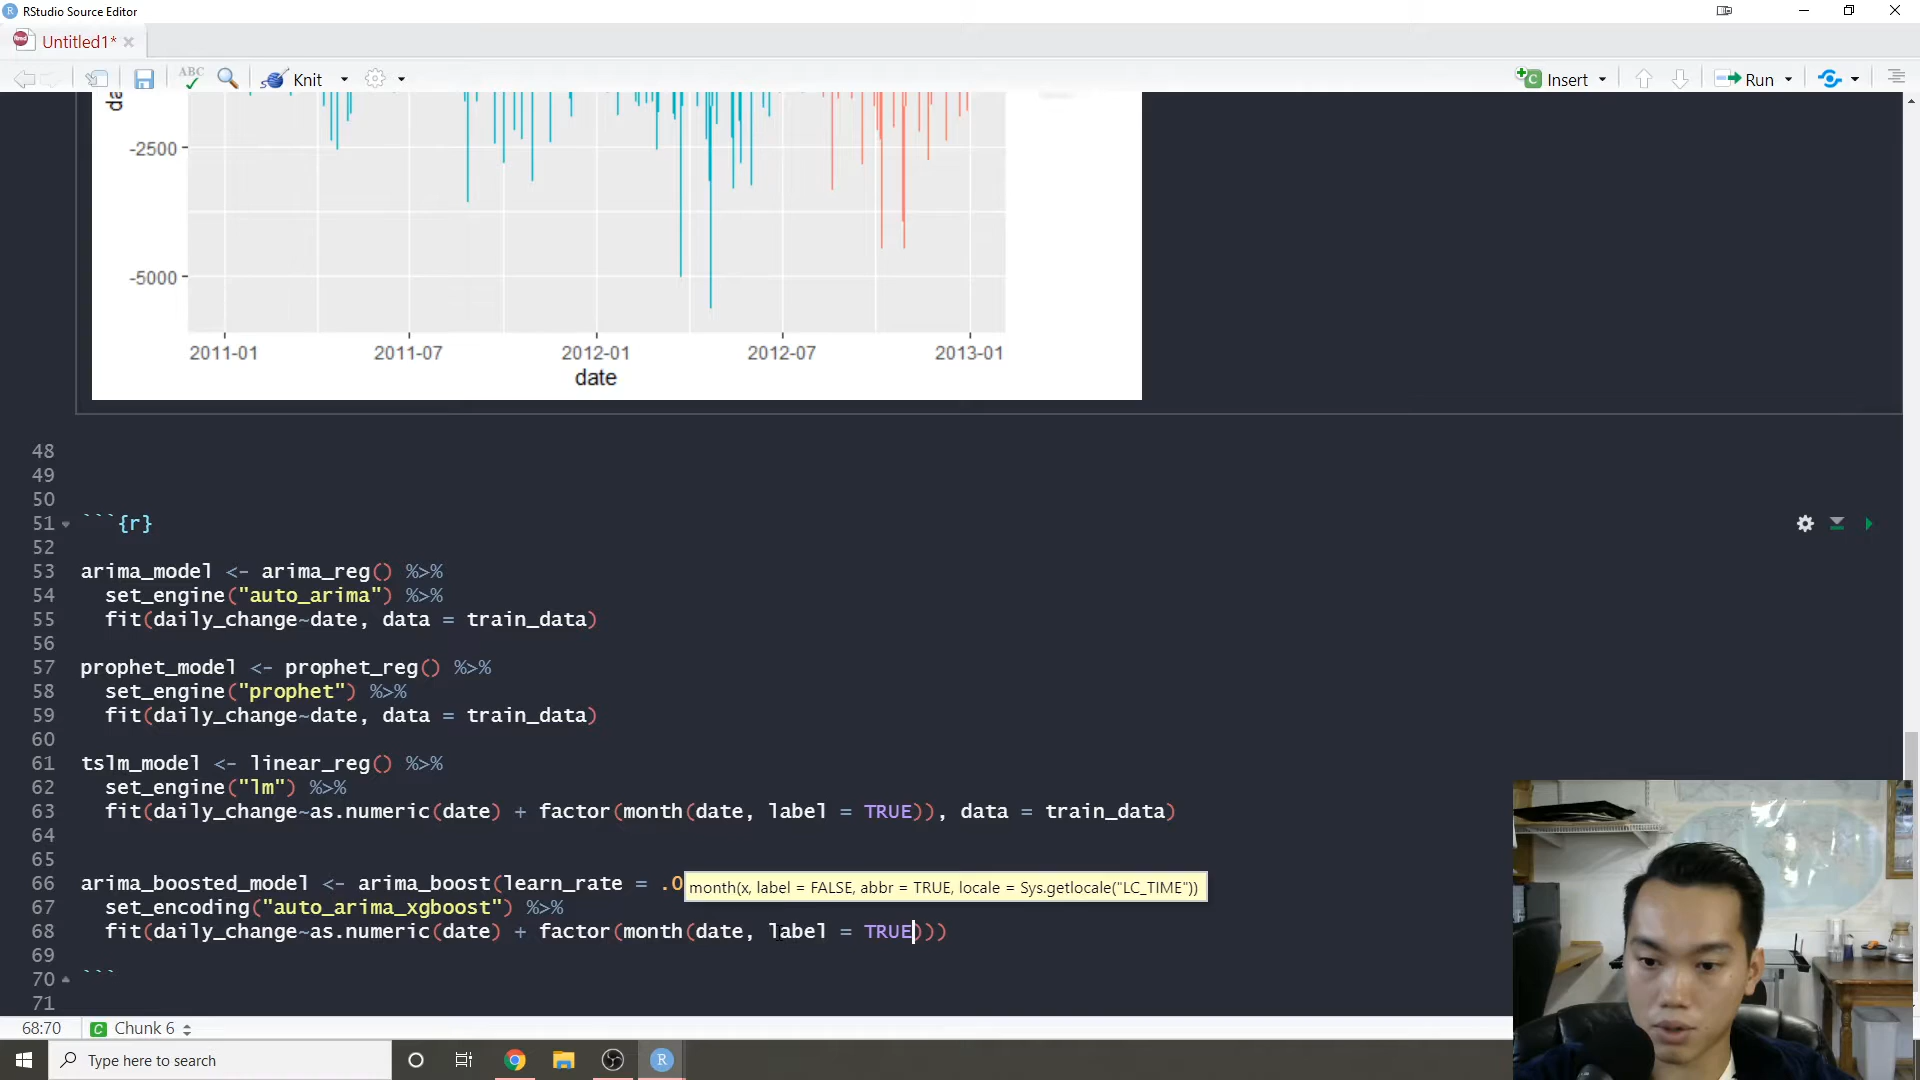 RStudio Source Editor
Untitled1*
ABC
Knit
Insert
Run
da
-2500
-5000
2011-01 2011-07 2012-01 2012-07 2013-01
date
48
49
50
51 ```{r}
52
53 arima_model <- arima_reg() %>%
54 set_engine("auto_arima") %>%
55 fit(daily_change~date, data = train_data)
56
57 prophet_model <- prophet_reg() %>%
58 set_engine("prophet") %>%
59 fit(daily_change~date, data = train_data)
60
61 tslm_model <- linear_reg() %>%
62 set_engine("lm") %>%
63 fit(daily_change~as.numeric(date) + factor(month(date, label = TRUE)), data = train_data)
64
65
66 arima_boosted_model <- arima_boost(learn_rate = .0
month(x, label = FALSE, abbr = TRUE, locale = Sys.getlocale("LC_TIME"))
67 set_encoding("auto_arima_xgboost") %>%
68 fit(daily_change~as.numeric(date) + factor(month(date, label = TRUE)))
69
70 ```
71
68:70 C Chunk 6
Type here to search
R